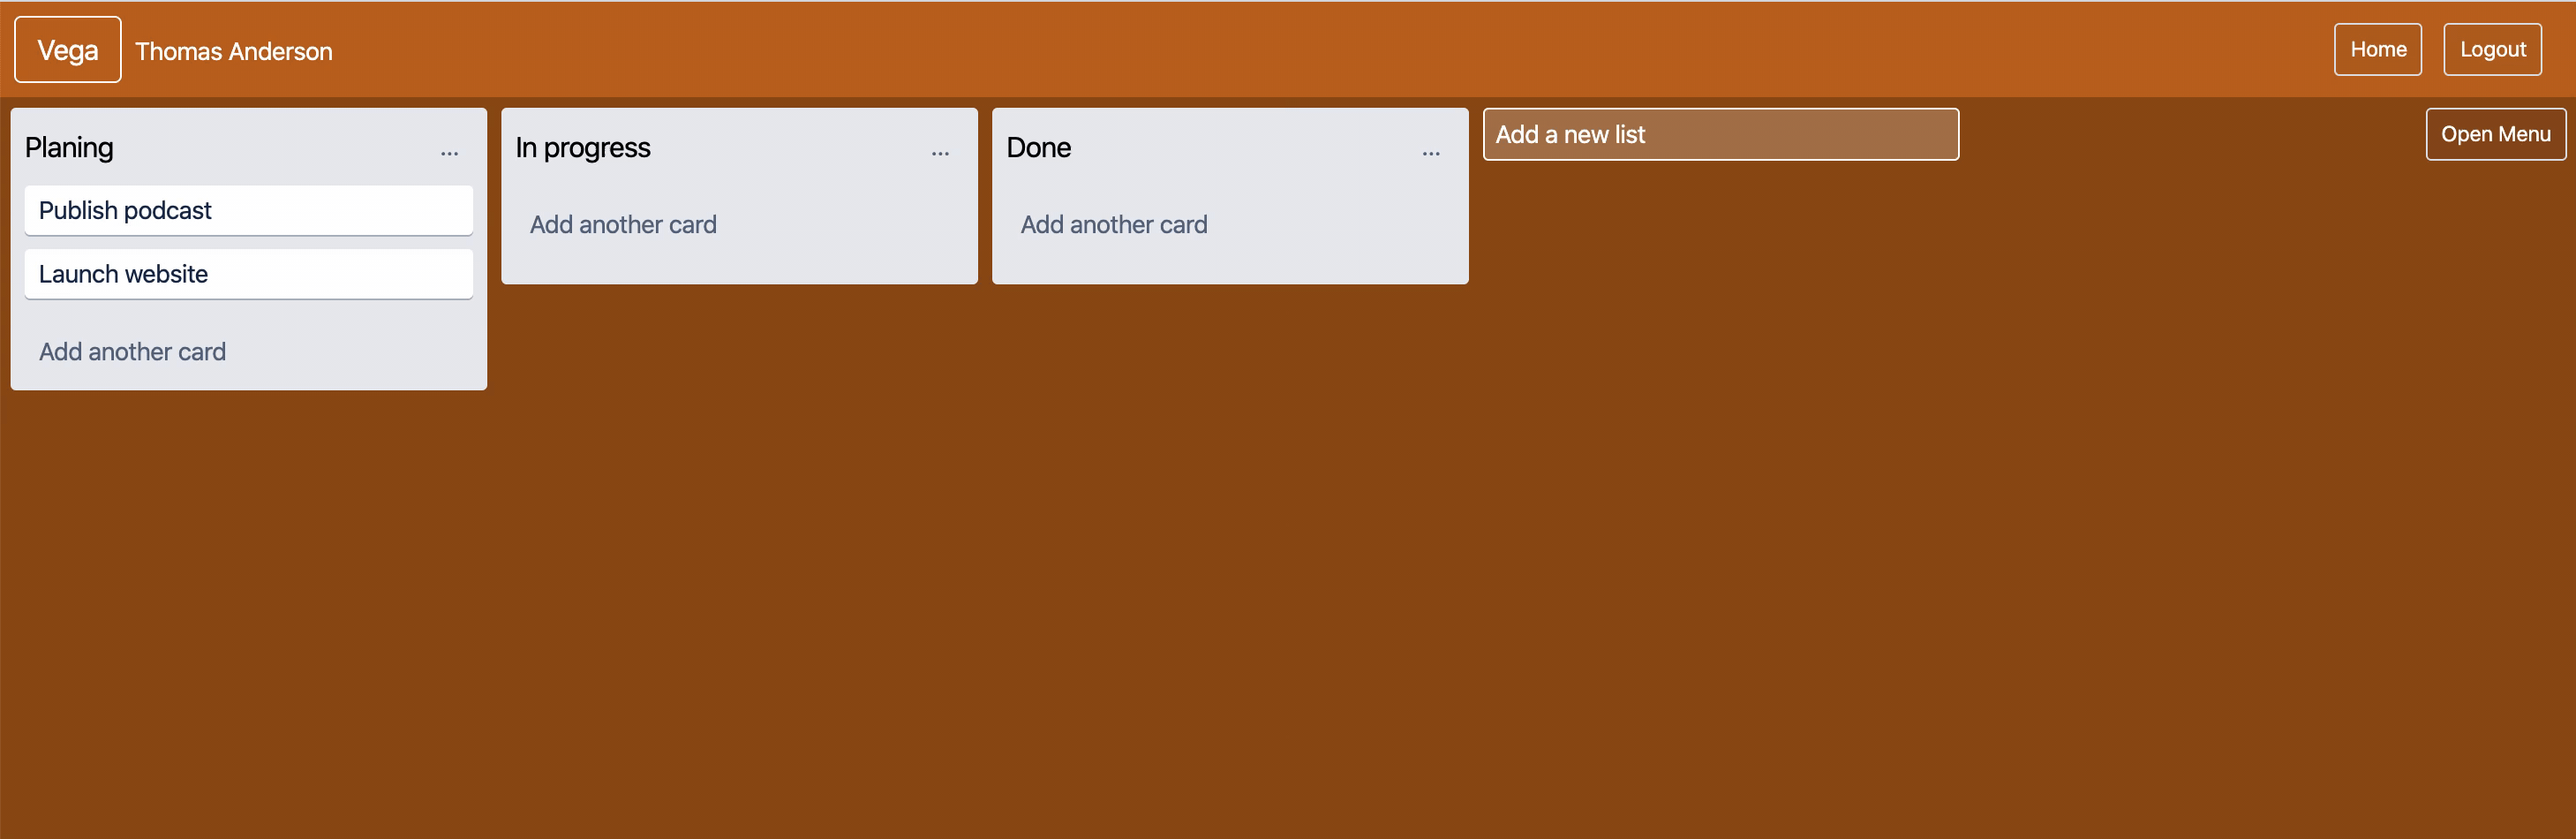 Vega
Thomas Anderson
Home
Logout
Planing
...
Publish podcast
Launch website
Add another card
In progress
...
Add another card
Done
...
Add another card
Add a new list
Open Menu